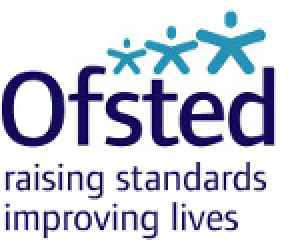 Ofsted
raising standards
improving lives